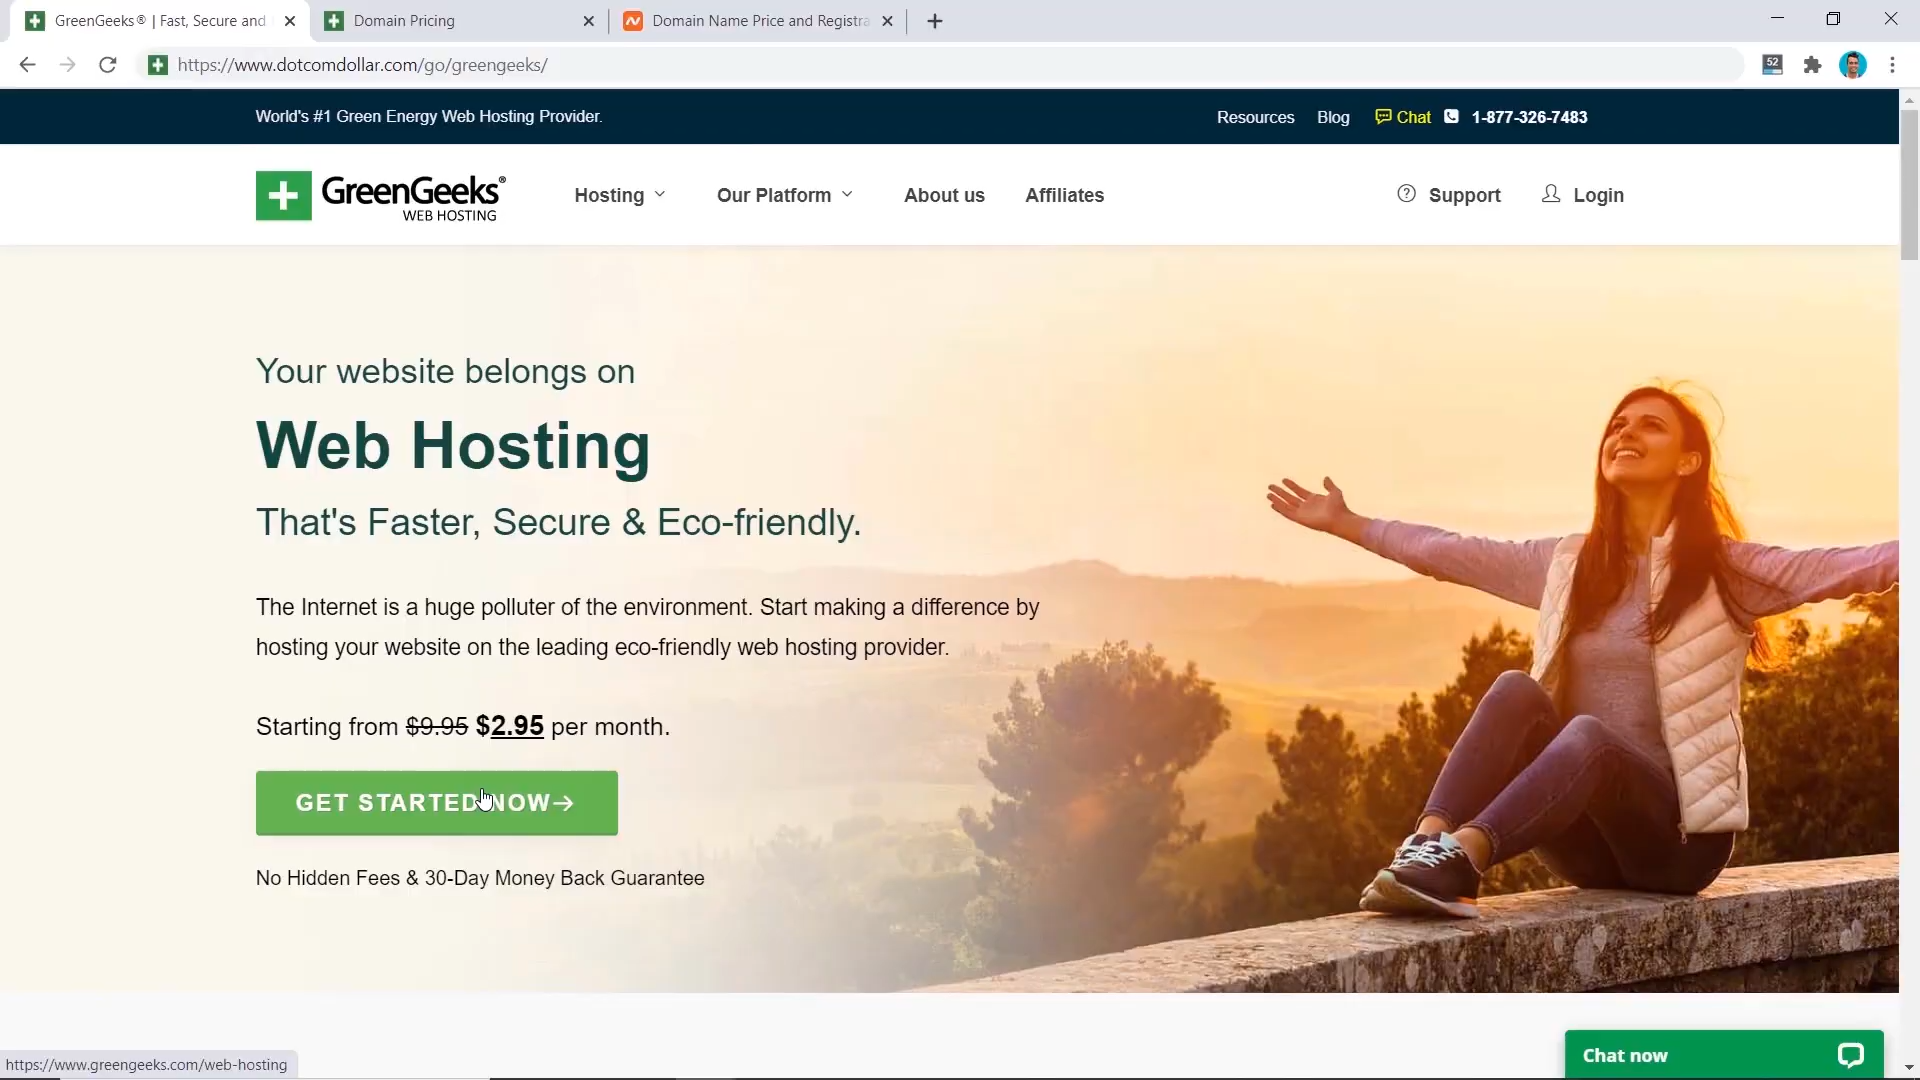 GreenGeeks® | Fast, Secure and
Domain Pricing
Domain Name Price and Registra
https://www.dotcomdollar.com/go/greengeeks/
52
World's #1 Green Energy Web Hosting Provider.
Resources
Blog
Chat
1-877-326-7483
GreenGeeks®
WEB HOSTING
Hosting
Our Platform
About us
Affiliates
Support
Login
Your website belongs on
Web Hosting
That's Faster, Secure & Eco-friendly.
The Internet is a huge polluter of the environment. Start making a difference by
hosting your website on the leading eco-friendly web hosting provider.
Starting from $9.95 $2.95 per month.
GET STARTED NOW→
No Hidden Fees & 30-Day Money Back Guarantee
Chat now
https://www.greengeeks.com/web-hosting